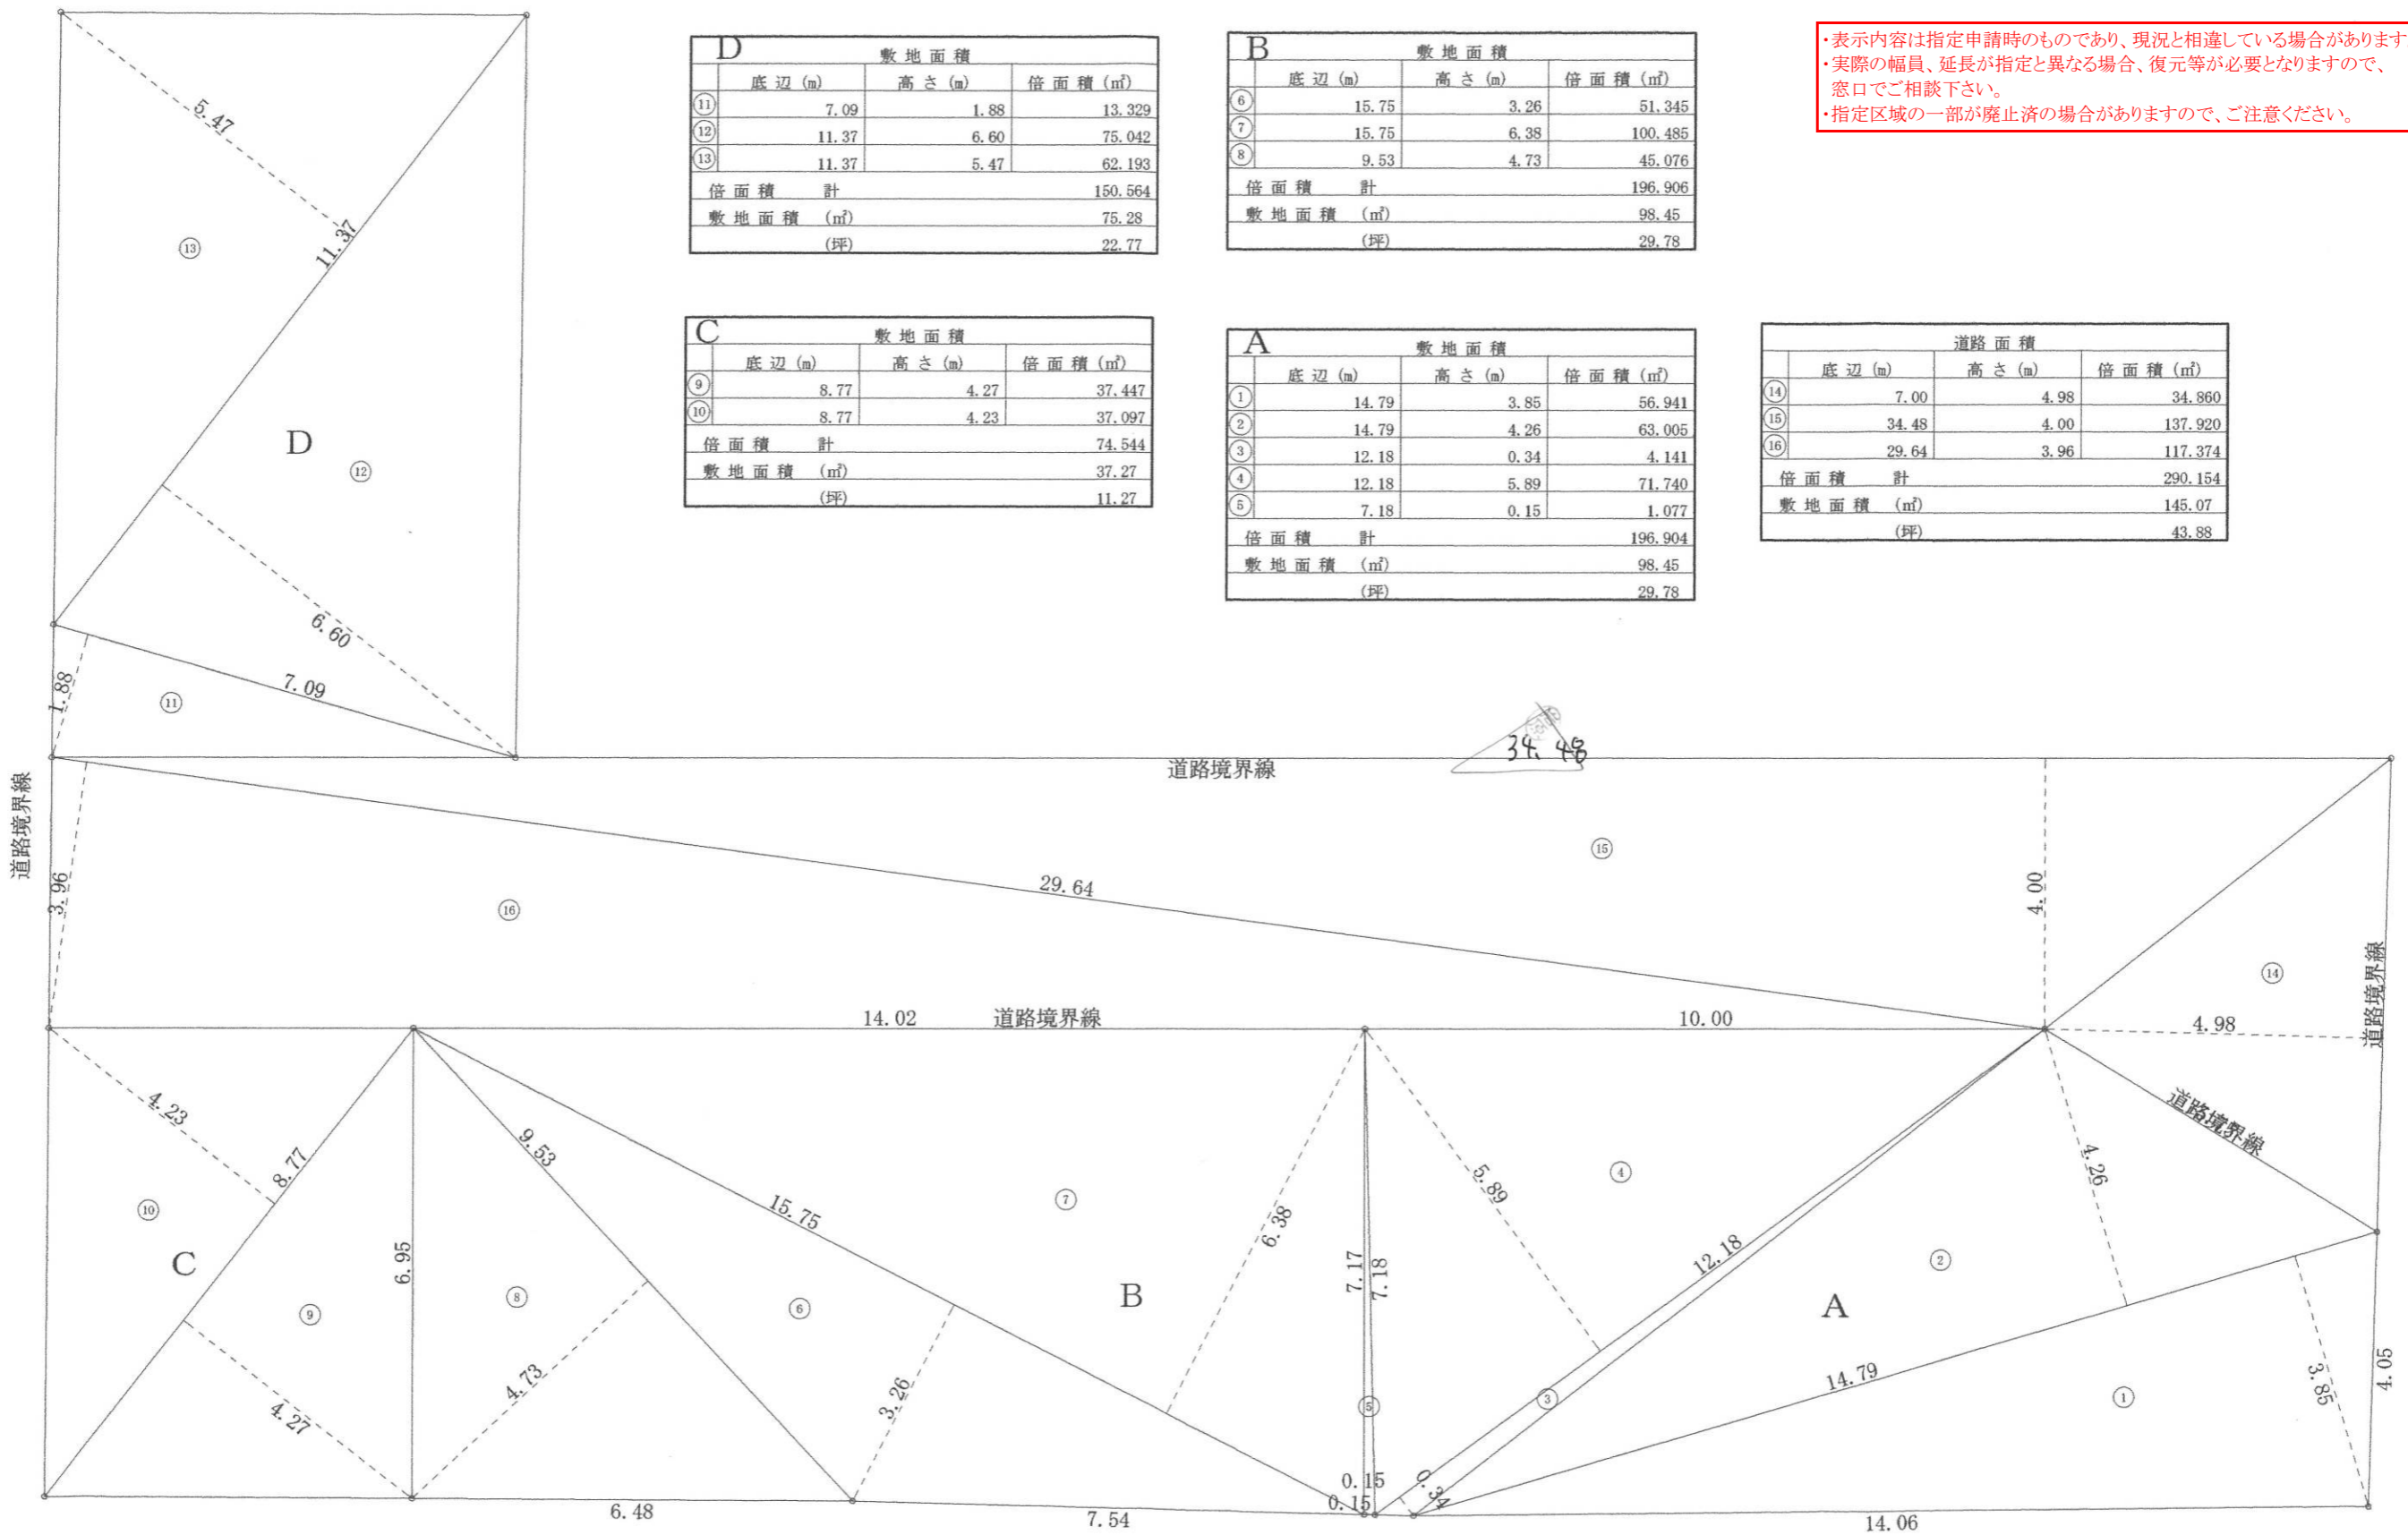 ・表示内容は指定申請時のものであり、現況と相違している場合があります
・実際の幅員、延長が指定と異なる場合、復元等が必要となりますので、
窓口でご相談下さい。
・指定区域の一部が廃止済の場合がありますので、ご注意ください。
D 敷地面積
底辺(m) 高さ(m) 倍面積(㎡)
⑪ 7.09 1.88 13.329
⑫ 11.37 6.60 75.042
⑬ 11.37 5.47 62.193
倍面積 計 150.564
敷地面積 (㎡) 75.28
(坪) 22.77
B 敷地面積
底辺(m) 高さ(m) 倍面積(㎡)
⑥ 15.75 3.26 51.345
⑦ 15.75 6.38 100.485
⑧ 9.53 4.73 45.076
倍面積 計 196.906
敷地面積 (㎡) 98.45
(坪) 29.78
C 敷地面積
底辺(m) 高さ(m) 倍面積(㎡)
⑨ 8.77 4.27 37.447
⑩ 8.77 4.23 37.097
倍面積 計 74.544
敷地面積 (㎡) 37.27
(坪) 11.27
A 敷地面積
底辺(m) 高さ(m) 倍面積(㎡)
① 14.79 3.85 56.941
② 14.79 4.26 63.005
③ 12.18 0.34 4.141
④ 12.18 5.89 71.740
⑤ 7.18 0.15 1.077
倍面積 計 196.904
敷地面積 (㎡) 98.45
(坪) 29.78
道路面積
底辺(m) 高さ(m) 倍面積(㎡)
⑭ 7.00 4.98 34.860
⑮ 34.48 4.00 137.920
⑯ 29.64 3.96 117.374
倍面積 計 290.154
敷地面積 (㎡) 145.07
(坪) 43.88
5.47
⑬
11.37
D
⑫
6.60
1.88
7.09
⑪
34.48
道路境界線
道路境界線
3.96
29.64
⑮
⑯
4.00
⑭
道路境界線
14.02
道路境界線
10.00
4.98
道路境界線
4.23
8.77
⑩
C
⑨
4.27
6.95
9.53
⑧
4.73
15.75
⑥
3.26
⑦
B
6.38
7.17
7.18
⑤
5.89
④
12.18
③
②
4.26
A
14.79
①
3.85
4.05
0.15
0.15
0.34
6.48
7.54
14.06